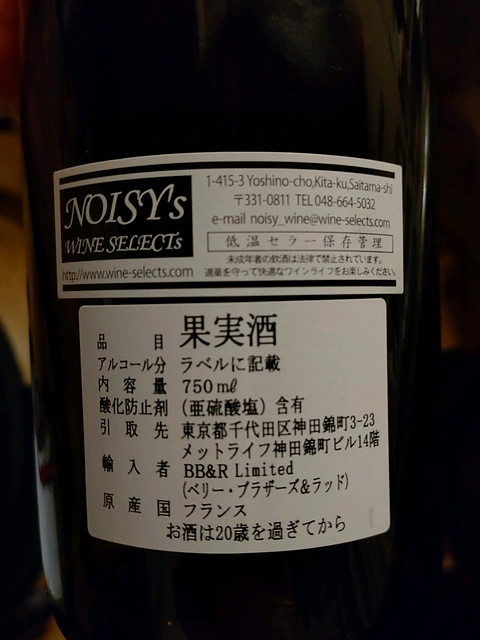 NOISY's
WINE SELECTs
http://www.wine-selects.com
1-415-3 Yoshino-cho,Kita-ku,Saitama-shi
〒331-0811 TEL 048-664-5032
e-mail noisy_wine@wine-selects.com
低温セラー保存管理
未成年者の飲酒は法律で禁止されています。
適量を守って快適なワインライフをお楽しみください。
品目 果実酒
アルコール分 ラベルに記載
内容量 750㎖
酸化防止剤 (亜硫酸塩) 含有
引取先 東京都千代田区神田錦町3-23
メットライフ神田錦町ビル14階
輸入者 BB&R Limited
(ベリー・ブラザーズ&ラッド)
原産国 フランス
お酒は20歳を過ぎてから